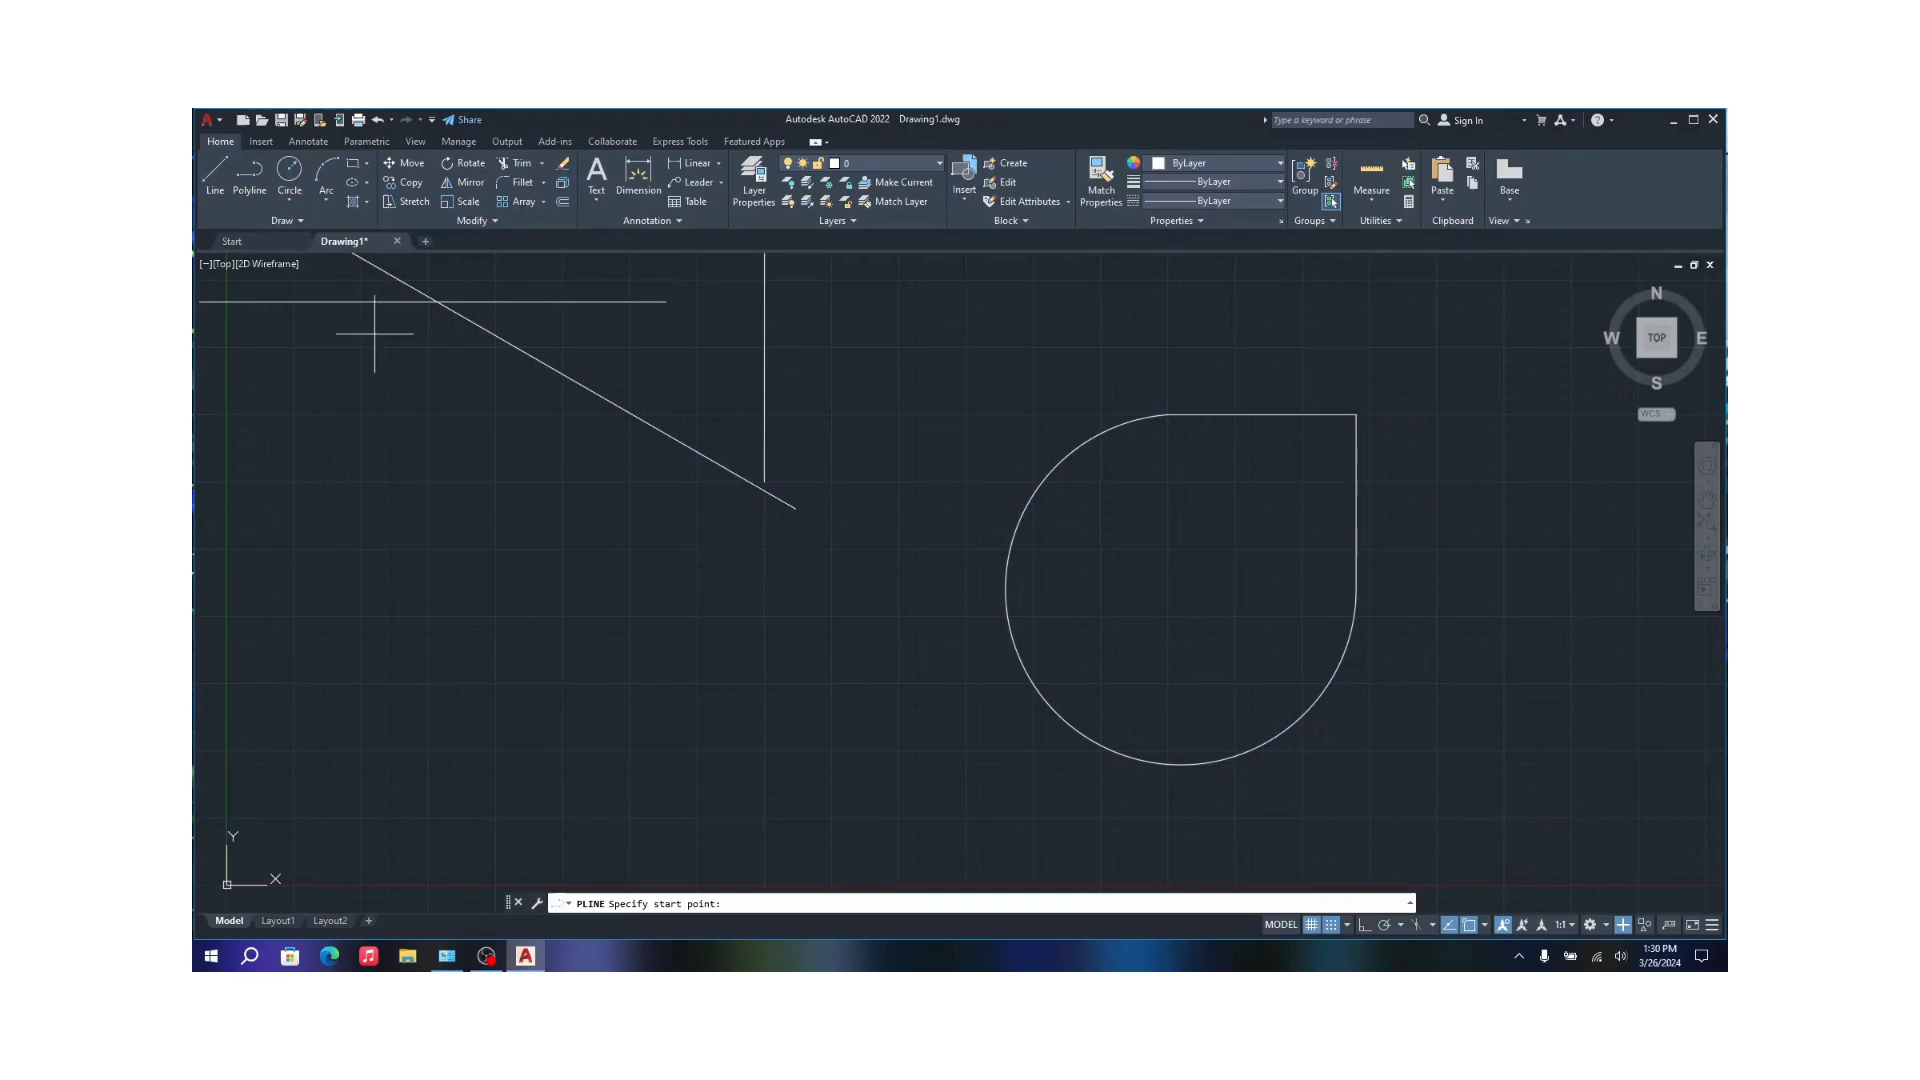 A Share Autodesk AutoCAD 2022 Drawing1.dwg Type a keyword or phrase Sign In
Home Insert Annotate Parametric View Manage Output Add-ins Collaborate Express Tools Featured Apps
Line Polyline Circle Arc
Draw
Move Rotate Trim
Copy Mirror Fillet
Stretch Scale Array
Modify
Text Dimension
Linear
Leader
Table
Annotation
Layer
Properties
0
Make Current
Match Layer
Layers
Insert
Create
Edit
Edit Attributes
Block
Match
Properties
ByLayer
ByLayer
ByLayer
Properties
Group
Groups
Measure
Utilities
Paste
Clipboard
Base
View
Start Drawing1*
[−][Top][2D Wireframe]
N
W TOP E
S
WCS
Y
X
PLINE Specify start point:
Model Layout1 Layout2 MODEL 1:1
A 1:30 PM
3/26/2024